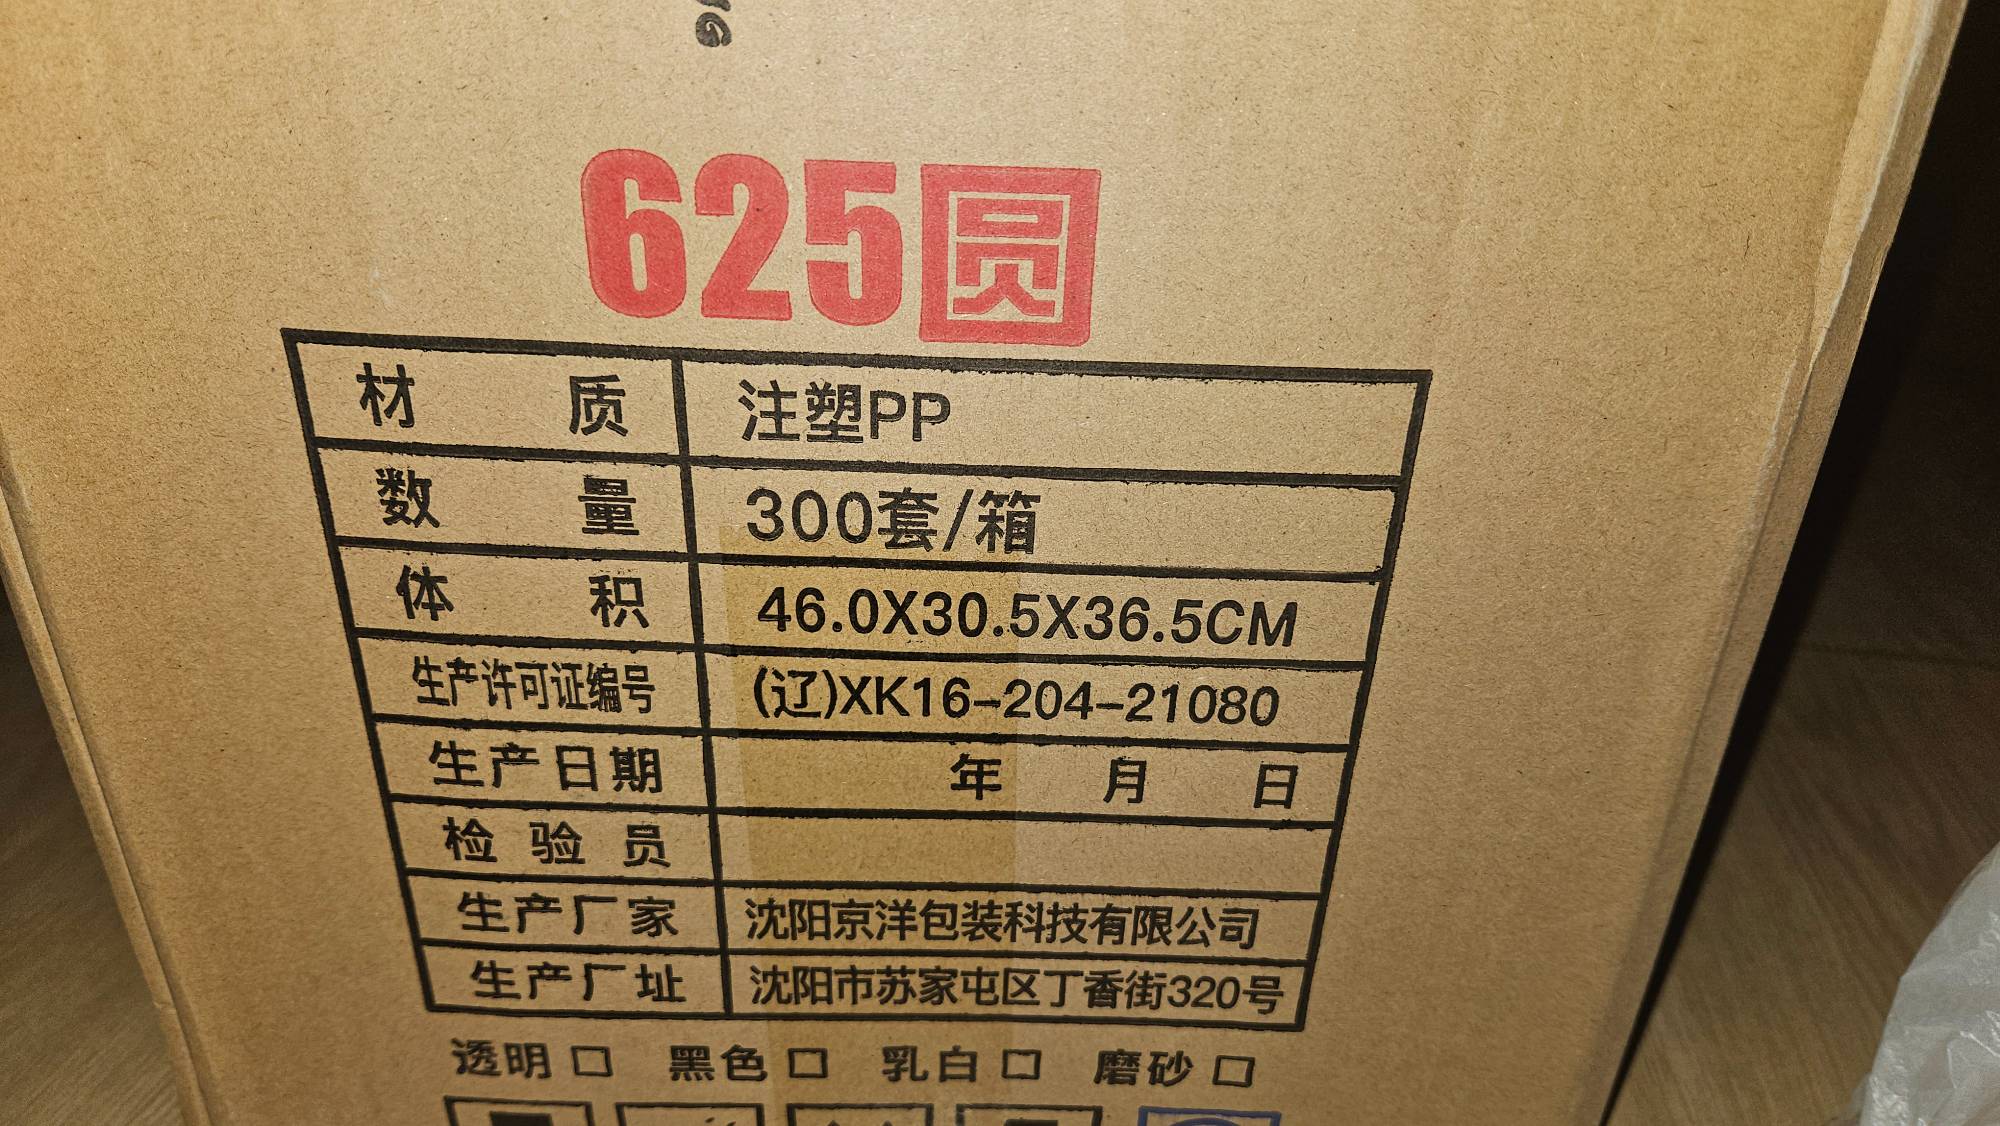 625圆
材质 注塑PP
数量 300套/箱
体积 46.0X30.5X36.5CM
生产许可证编号 (辽)XK16-204-21080
生产日期 年 月 日
检验员
生产厂家 沈阳京洋包装科技有限公司
生产厂址 沈阳市苏家屯区丁香街320号
透明□ 黑色□ 乳白□ 磨砂□